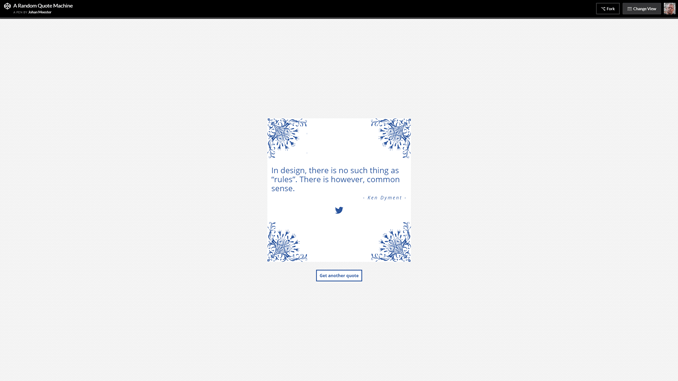 A Random Quote Machine
A PEN BY Johan Meester
Fork
Change View
In design, there is no such thing as
“rules”. There is however, common
sense.
- Ken Dyment -
Get another quote